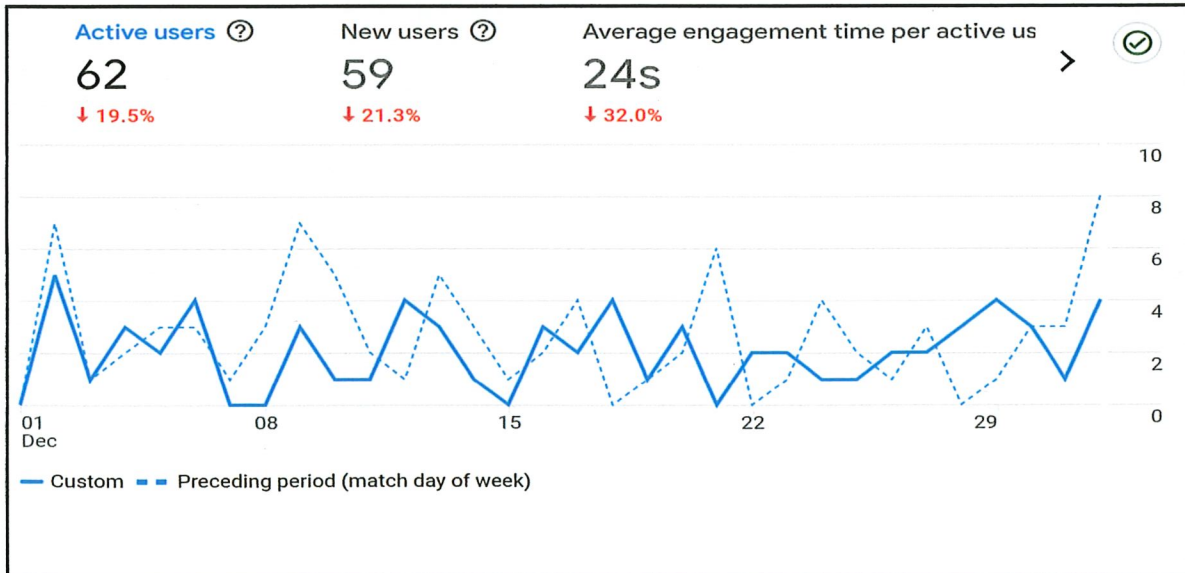 Active users ?
New users ?
Average engagement time per active us
62
59
24s
↓ 19.5%
↓ 21.3%
↓ 32.0%
10
8
6
4
2
0
01
Dec
08
15
22
29
Custom
Preceding period (match day of week)